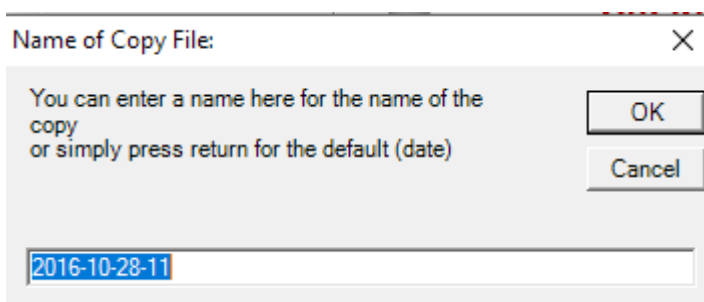 Name of Copy File:
You can enter a name here for the name of the
copy
or simply press return for the default (date)
OK
Cancel
2016-10-28-11